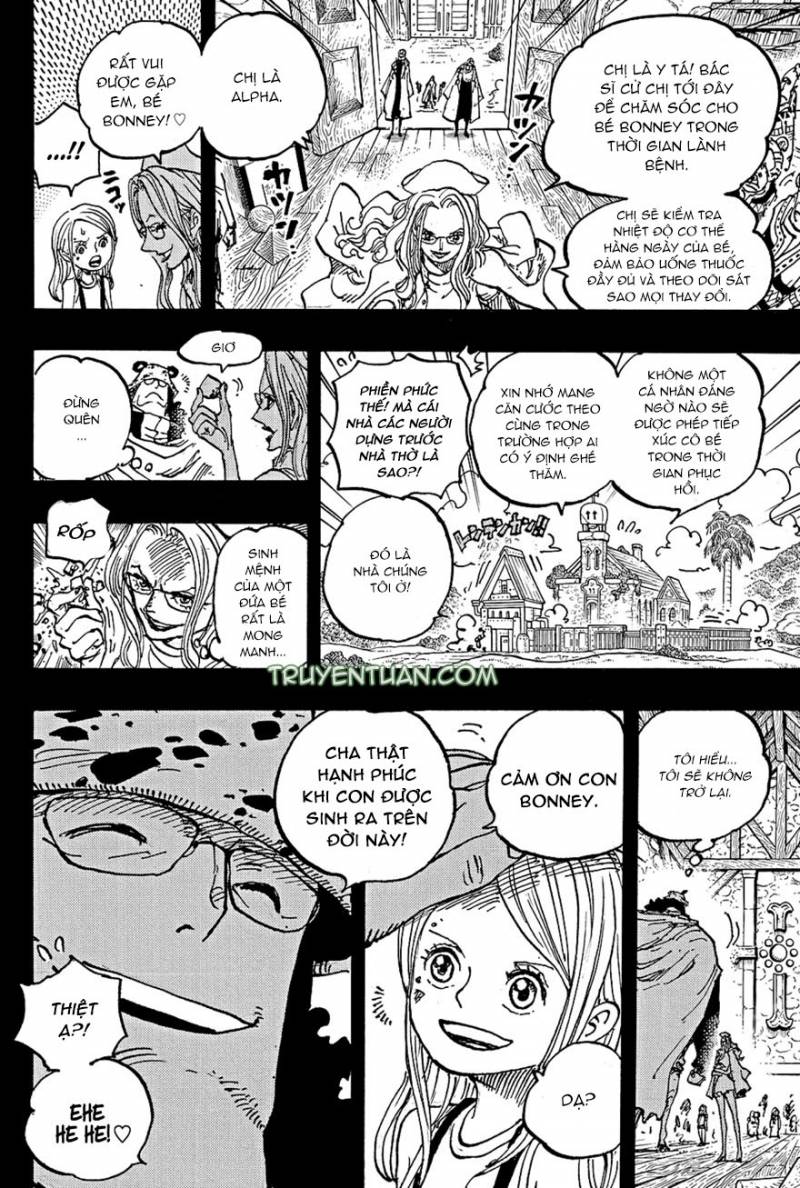 CHỊ LÀ Y TÁ! BÁC
SĨ CỬ CHỊ TỚI ĐÂY
ĐỂ CHĂM SÓC CHO
BÉ BONNEY TRONG
THỜI GIAN LÀNH
BỆNH.
CHỊ SẼ KIỂM TRA
NHIỆT ĐỘ CƠ THỂ
HÀNG NGÀY CỦA BÉ,
ĐẢM BẢO UỐNG THUỐC
ĐẦY ĐỦ VÀ THEO DÕI SÁT
SAO MỌI THAY ĐỔI.
カツ
カツ
CHỊ LÀ
ALPHA.
RẤT VUI
ĐƯỢC GẶP
EM, BÉ
BONNEY!♡
...!!
ニコッ
KHÔNG MỘT
CÁ NHÂN ĐÁNG
NGỜ NÀO SẼ
ĐƯỢC PHÉP TIẾP
XÚC CÔ BÉ
TRONG THỜI
GIAN PHỤC
HỒI.
XIN NHỚ MANG
CĂN CƯỚC THEO
CÙNG TRONG
TRƯỜNG HỢP AI
CÓ Ý ĐỊNH GHÉ
THĂM.
PHIỀN PHỨC
THẾ! MÀ CÁI
NHÀ CÁC NGƯỜI
DỰNG TRƯỚC
NHÀ THỜ LÀ
SAO?!
ĐÓ LÀ
NHÀ CHÚNG
TÔI Ở!
GIƠ
ĐỪNG
QUÊN
...
RỐP
SINH
MỆNH
CỦA MỘT
ĐỨA BÉ
RẤT LÀ
MONG
MANH...
TRUYENTUAN.COM
TÔI HIỂU...
TÔI SẼ KHÔNG
TRỞ LẠI.
CẢM ƠN CON
BONNEY.
CHA THẬT
HẠNH PHÚC
KHI CON ĐƯỢC
SINH RA TRÊN
ĐỜI NÀY!
DẠ?
THIỆT
Ạ?!
EHE
HE HE!♡